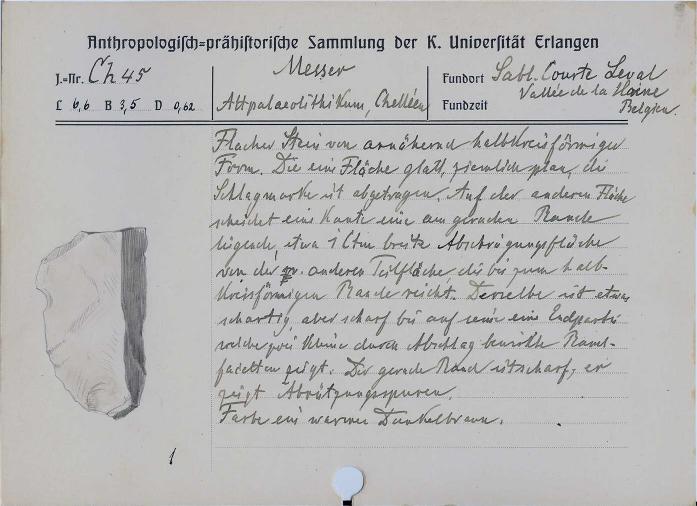 Anthropologisch=prähistorische Sammlung der K. Universität Erlangen
J.=Nr. Ch 45
Messer
Fundort Sabl. Courte Leval
Vallée de la Haine
Belgien.
L 6,6 B 3,5 D 0,62
Altpalaeolithikum, Chelléen
Fundzeit
Flacher Stein von annähernd halbkreisförmiger
Form. Die eine Fläche glatt, ziemlich plan, die
Schlagmarke ist abgetragen. Auf der anderen Fläche
scheidet eine Kante eine am geraden Rande
liegende, etwa 1 Ctm breite Abschrägungsfläche
von der anderen Teilfläche, die bis zum halb-
kreisförmigen Rande reicht. Derselbe ist etwas
schartig, aber scharf bis auf seine eine Endpartie
welche zwei kleine durch Abschlag bewirkte Rand-
facetten zeigt. Der gerade Rand ist scharf, er
zeigt Abnützungsspuren.
Farbe ein warmes Dunkelbraun.
1